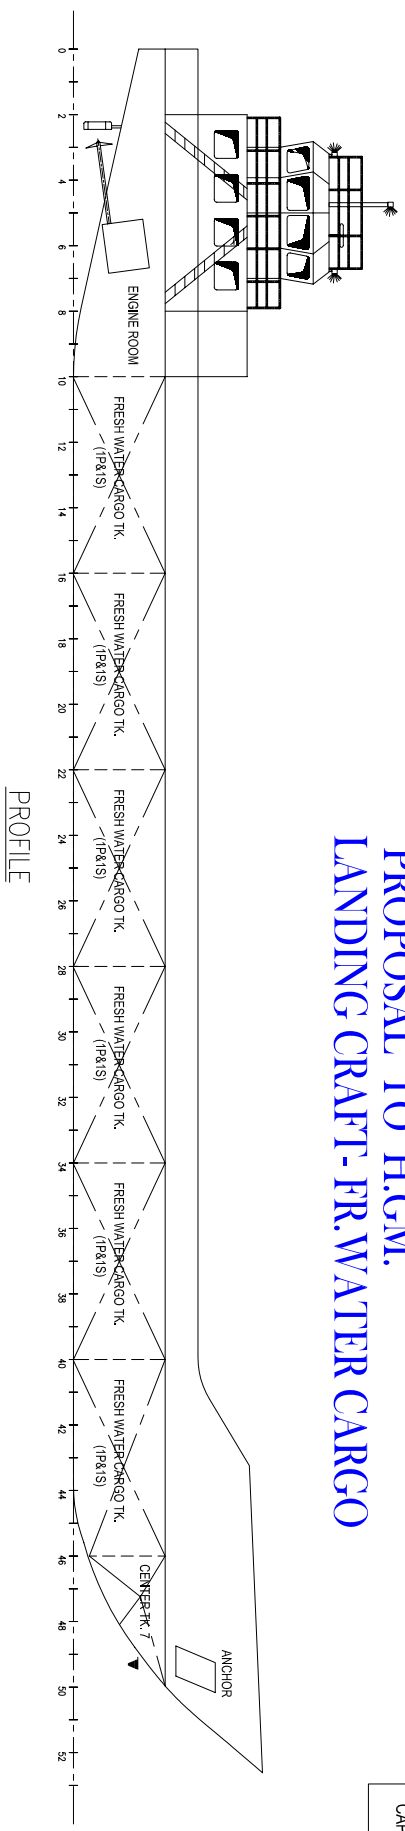 PROPOSAL TO H.G.M.
LANDING CRAFT- FR.WATER CARGO
ENGINE ROOM
FRESH WATER CARGO TK.
(1P&1S)
FRESH WATER CARGO TK.
(1P&1S)
FRESH WATER CARGO TK.
(1P&1S)
FRESH WATER CARGO TK.
(1P&1S)
FRESH WATER CARGO TK.
(1P&1S)
FRESH WATER CARGO TK.
(1P&1S)
CENTER TK. 7
ANCHOR
0 2 4 6 8 10 12 14 16 18 20 22 24 26 28 30 32 34 36 38 40 42 44 46 48 50 52
PROFILE